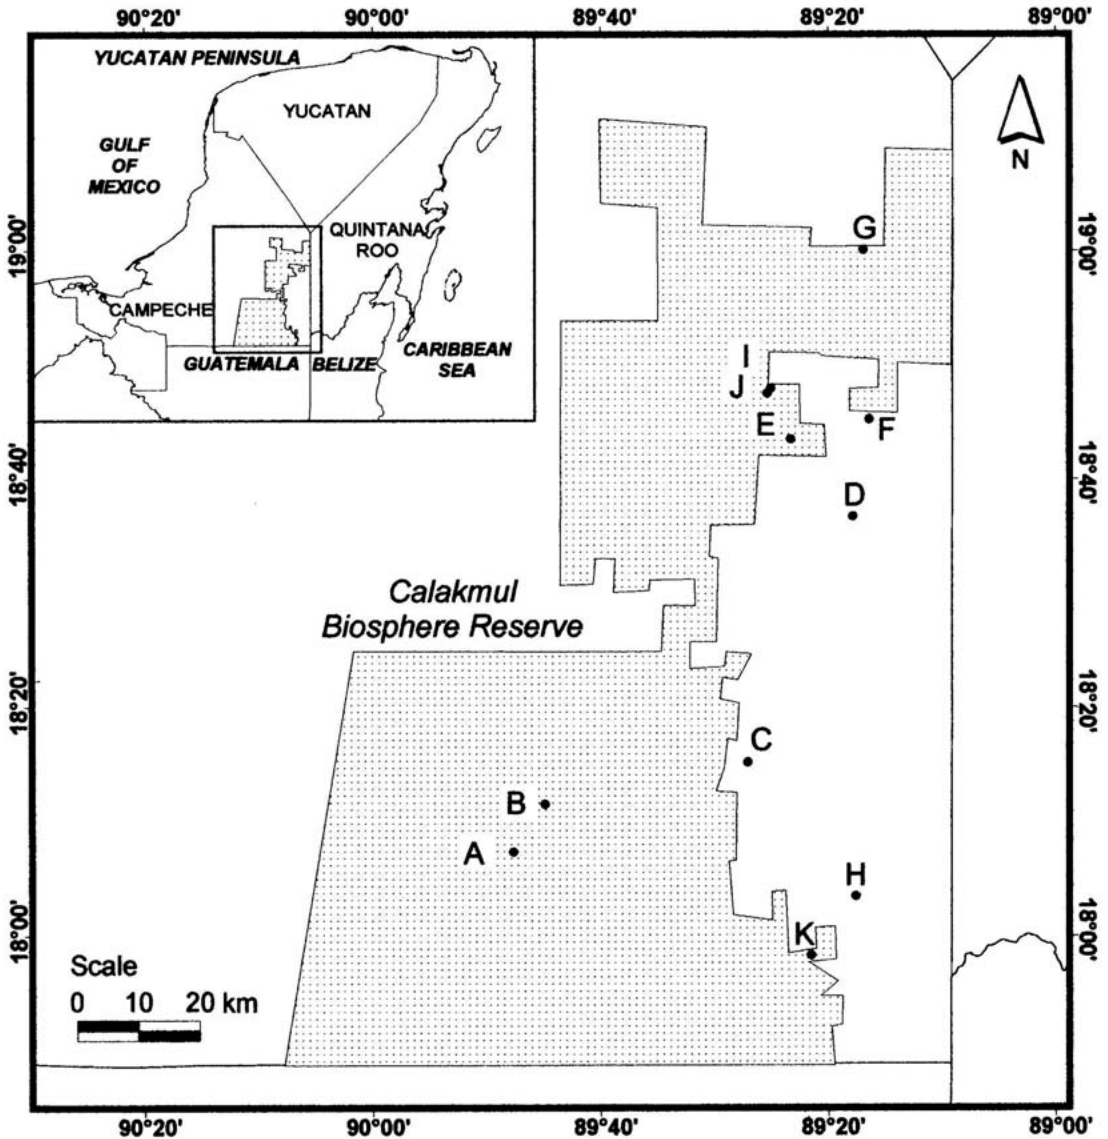 90°20' 90°00' 89°40' 89°20' 89°00'
YUCATAN PENINSULA
YUCATAN
GULF
OF
MEXICO
N
19°00'
QUINTANA
ROO
G
19°00'
CAMPECHE
GUATEMALA BELIZE
CARIBBEAN
SEA
I
J
E
F
18°40'
D
18°40'
Calakmul
Biosphere Reserve
18°20'
18°20'
C
B
A
H
18°00'
K
18°00'
Scale
0 10 20 km
90°20' 90°00' 89°40' 89°20' 89°00'